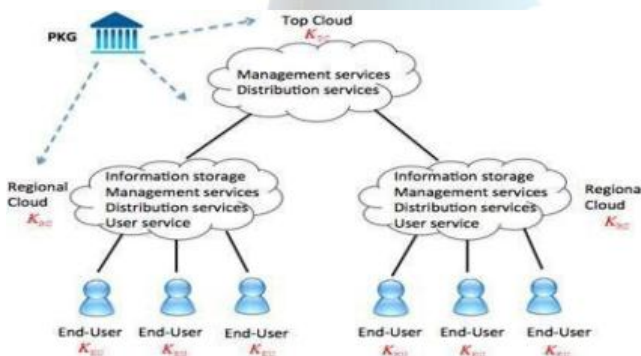 PKG
Top Cloud
Management services
Distribution services
Regional
Cloud
Information storage
Management services
Distribution services
User service
Information storage
Management services
Distribution services
User service
Regional
Cloud
End-User
End-User
End-User
End-User
End-User
End-User